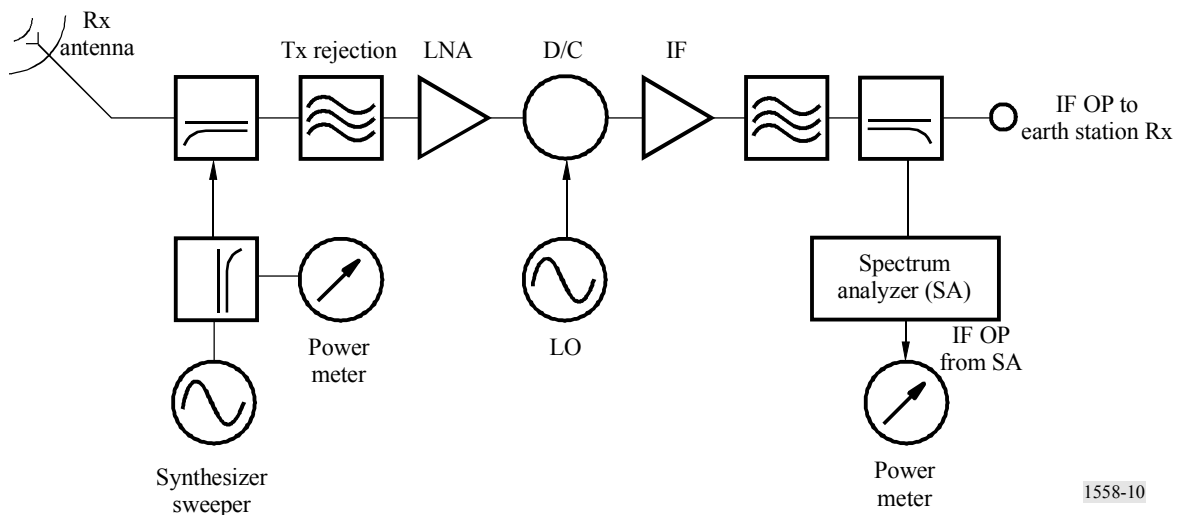 Rx
antenna
Tx rejection
LNA
D/C
IF
IF OP to
earth station Rx
Spectrum
analyzer (SA)
Power
meter
LO
IF OP
from SA
Synthesizer
sweeper
Power
meter
1558-10